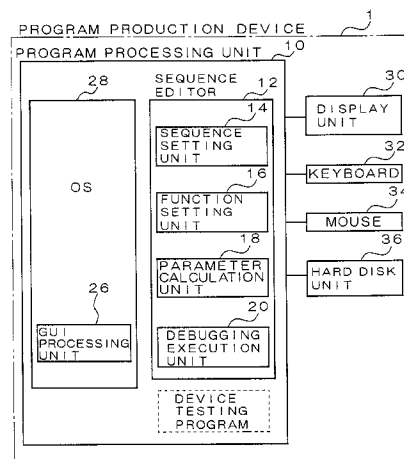 PROGRAM PRODUCTION DEVICE
1
PROGRAM PROCESSING UNIT
10
28
SEQUENCE
EDITOR
12
30
14
DISPLAY
UNIT
SEQUENCE
SETTING
UNIT
32
OS
16
KEYBOARD
34
FUNCTION
SETTING
UNIT
MOUSE
18
36
PARAMETER
CALCULATION
UNIT
HARD DISK
UNIT
26
20
GUI
PROCESSING
UNIT
DEBUGGING
EXECUTION
UNIT
DEVICE
TESTING
PROGRAM